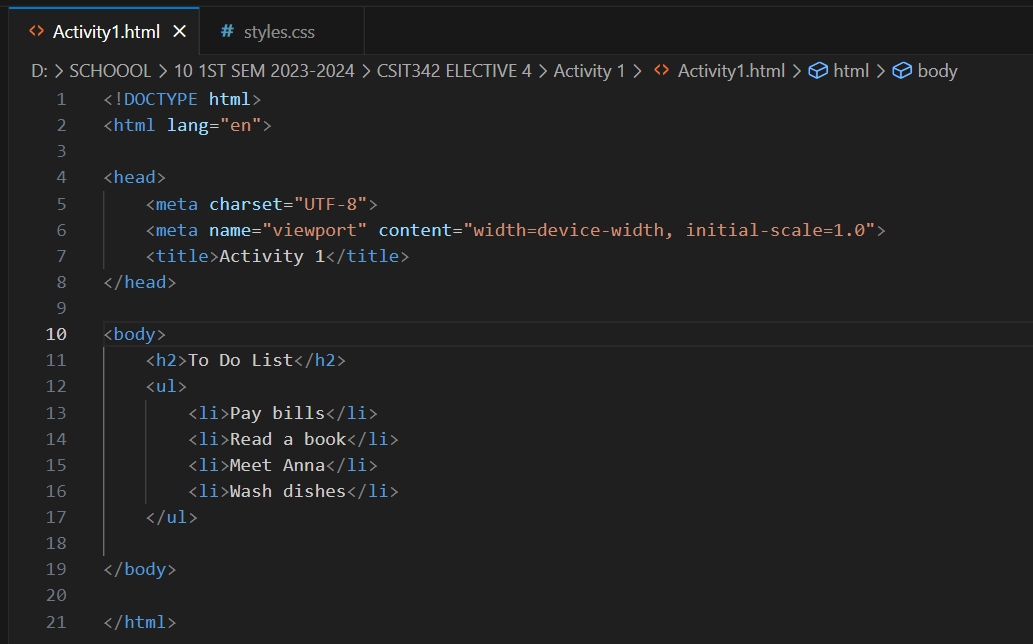 Activity1.html
styles.css
D: > SCHOOOL > 10 1ST SEM 2023-2024 > CSIT342 ELECTIVE 4 > Activity 1 > Activity1.html > html > body
1 <!DOCTYPE html>
2 <html lang="en">
3
4 <head>
5     <meta charset="UTF-8">
6     <meta name="viewport" content="width=device-width, initial-scale=1.0">
7     <title>Activity 1</title>
8 </head>
9
10 <body>
11     <h2>To Do List</h2>
12     <ul>
13         <li>Pay bills</li>
14         <li>Read a book</li>
15         <li>Meet Anna</li>
16         <li>Wash dishes</li>
17     </ul>
18
19 </body>
20
21 </html>